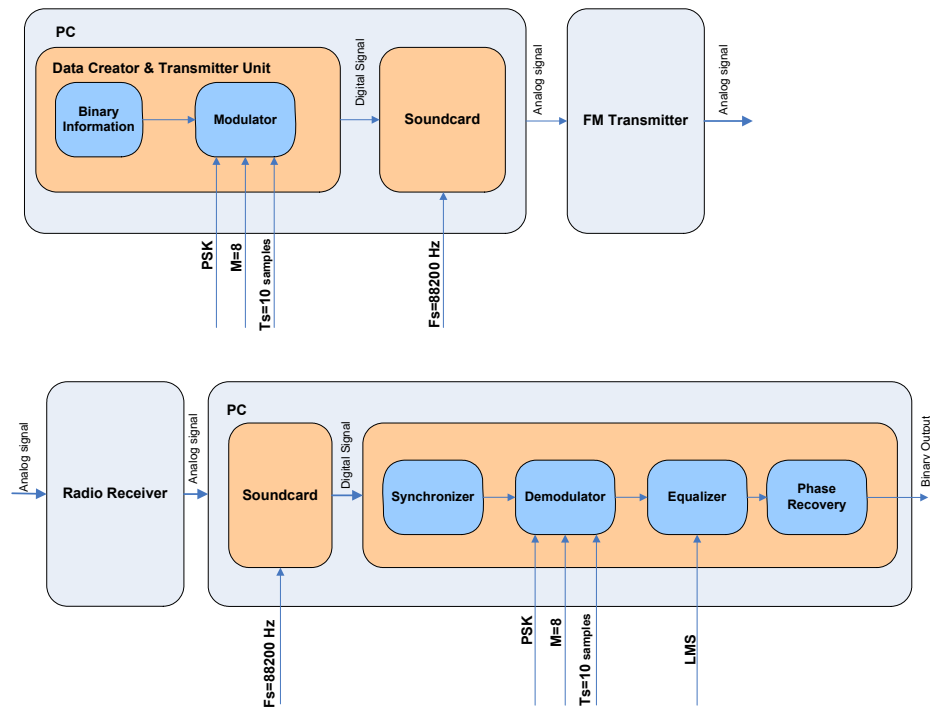 PC
Data Creator & Transmitter Unit
Binary
Information
Modulator
Digital Signal
Soundcard
Analog signal
FM Transmitter
Analog signal
PSK
M=8
Ts=10 samples
Fs=88200 Hz
Analog signal
Radio Receiver
Analog signal
PC
Soundcard
Digital Signal
Synchronizer
Demodulator
Equalizer
Phase
Recovery
Binary Output
Fs=88200 Hz
PSK
M=8
Ts=10 samples
LMS